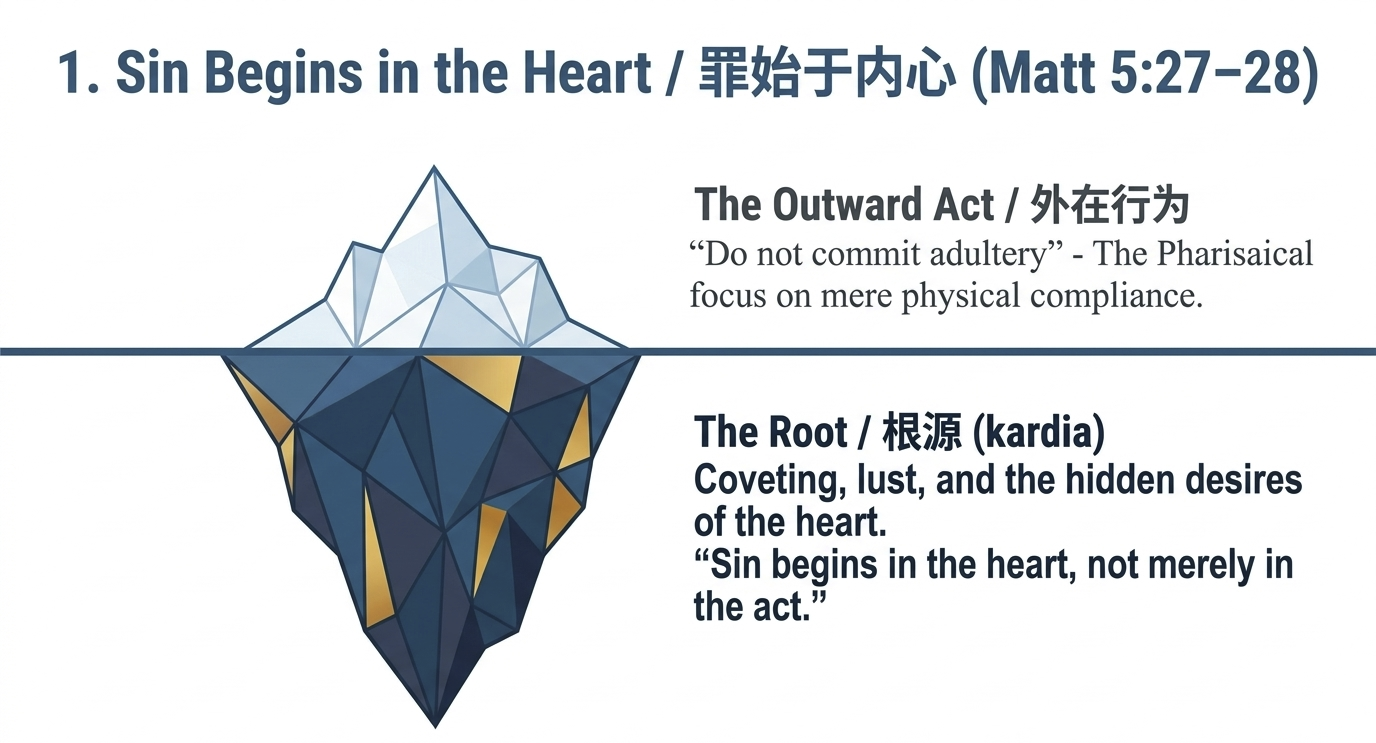 1. Sin Begins in the Heart / 罪始于内心 (Matt 5:27–28)
The Outward Act / 外在行为
“Do not commit adultery” - The Pharisaical
focus on mere physical compliance.
The Root / 根源 (kardia)
Coveting, lust, and the hidden desires
of the heart.
“Sin begins in the heart, not merely in
the act.”